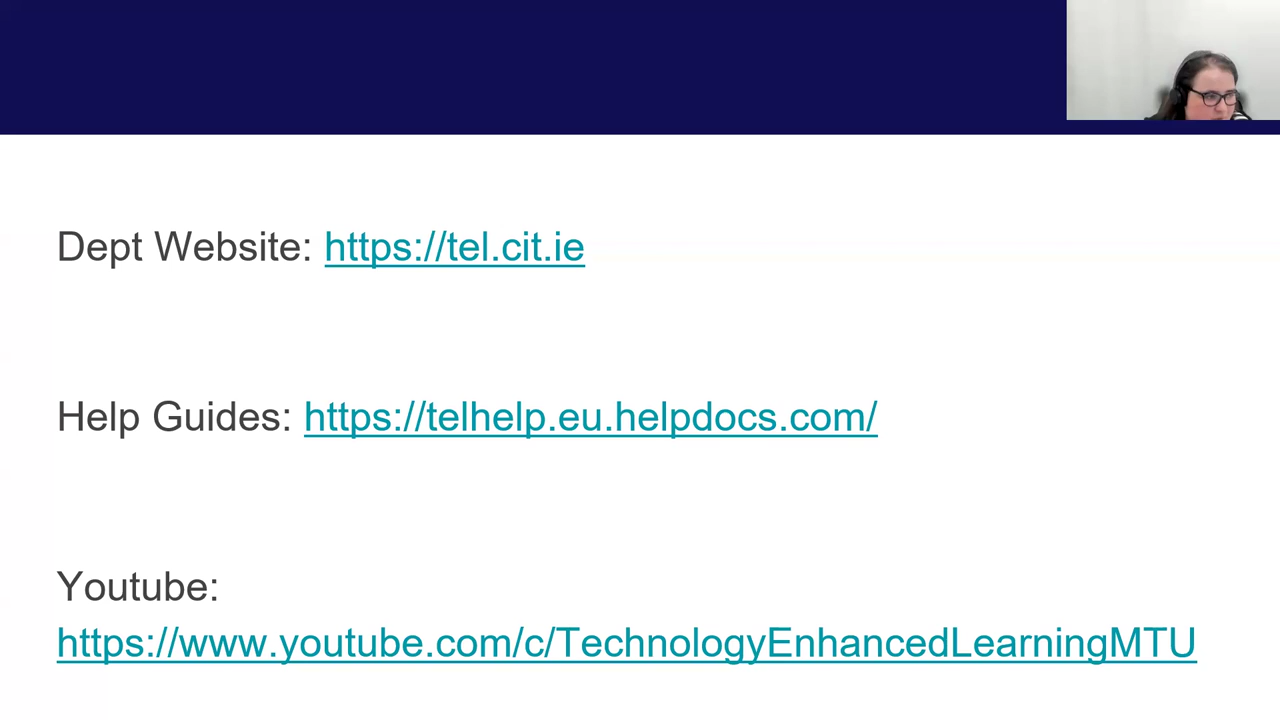 Dept Website: https://tel.cit.ie
Help Guides: https://telhelp.eu.helpdocs.com/
Youtube:
https://www.youtube.com/c/TechnologyEnhancedLearningMTU